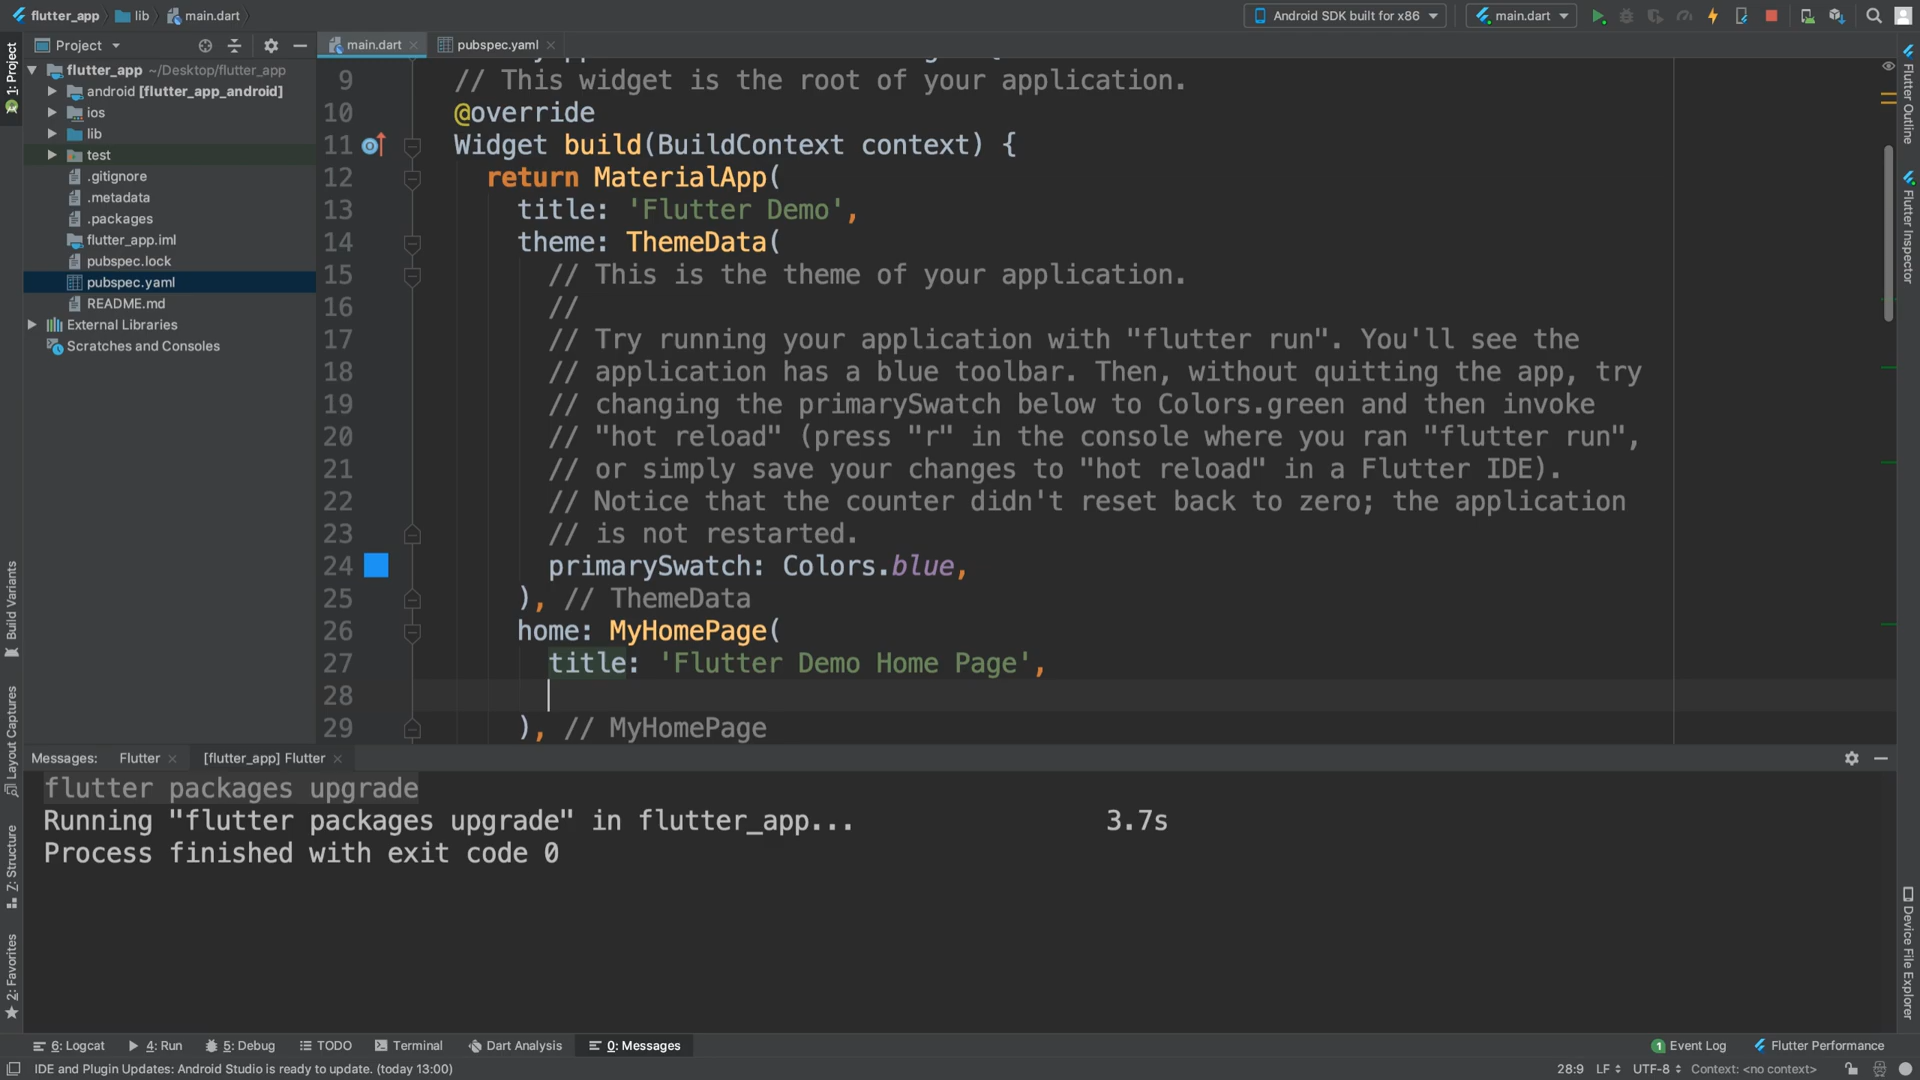 flutter_app lib main.dart Android SDK built for x86 main.dart
1: Project
Project
main.dart pubspec.yaml
flutter_app ~/Desktop/flutter_app
android [flutter_app_android]
ios
lib
test
.gitignore
.metadata
.packages
flutter_app.iml
pubspec.lock
pubspec.yaml
README.md
External Libraries
Scratches and Consoles
9 // This widget is the root of your application.
10 @override
11 Widget build(BuildContext context) {
12 return MaterialApp(
13 title: 'Flutter Demo',
14 theme: ThemeData(
15 // This is the theme of your application.
16 //
17 // Try running your application with "flutter run". You'll see the
18 // application has a blue toolbar. Then, without quitting the app, try
19 // changing the primarySwatch below to Colors.green and then invoke
20 // "hot reload" (press "r" in the console where you ran "flutter run",
21 // or simply save your changes to "hot reload" in a Flutter IDE).
22 // Notice that the counter didn't reset back to zero; the application
23 // is not restarted.
24 primarySwatch: Colors.blue,
25 ), // ThemeData
26 home: MyHomePage(
27 title: 'Flutter Demo Home Page',
28
29 ), // MyHomePage
Flutter Outline
Flutter Inspector
Build Variants
Layout Captures
Z: Structure
2: Favorites
Device File Explorer
Messages: Flutter [flutter_app] Flutter
flutter packages upgrade
Running "flutter packages upgrade" in flutter_app... 3.7s
Process finished with exit code 0
6: Logcat 4: Run 5: Debug TODO Terminal Dart Analysis 0: Messages 1 Event Log Flutter Performance
IDE and Plugin Updates: Android Studio is ready to update. (today 13:00) 28:9 LF UTF-8 Context: <no context>